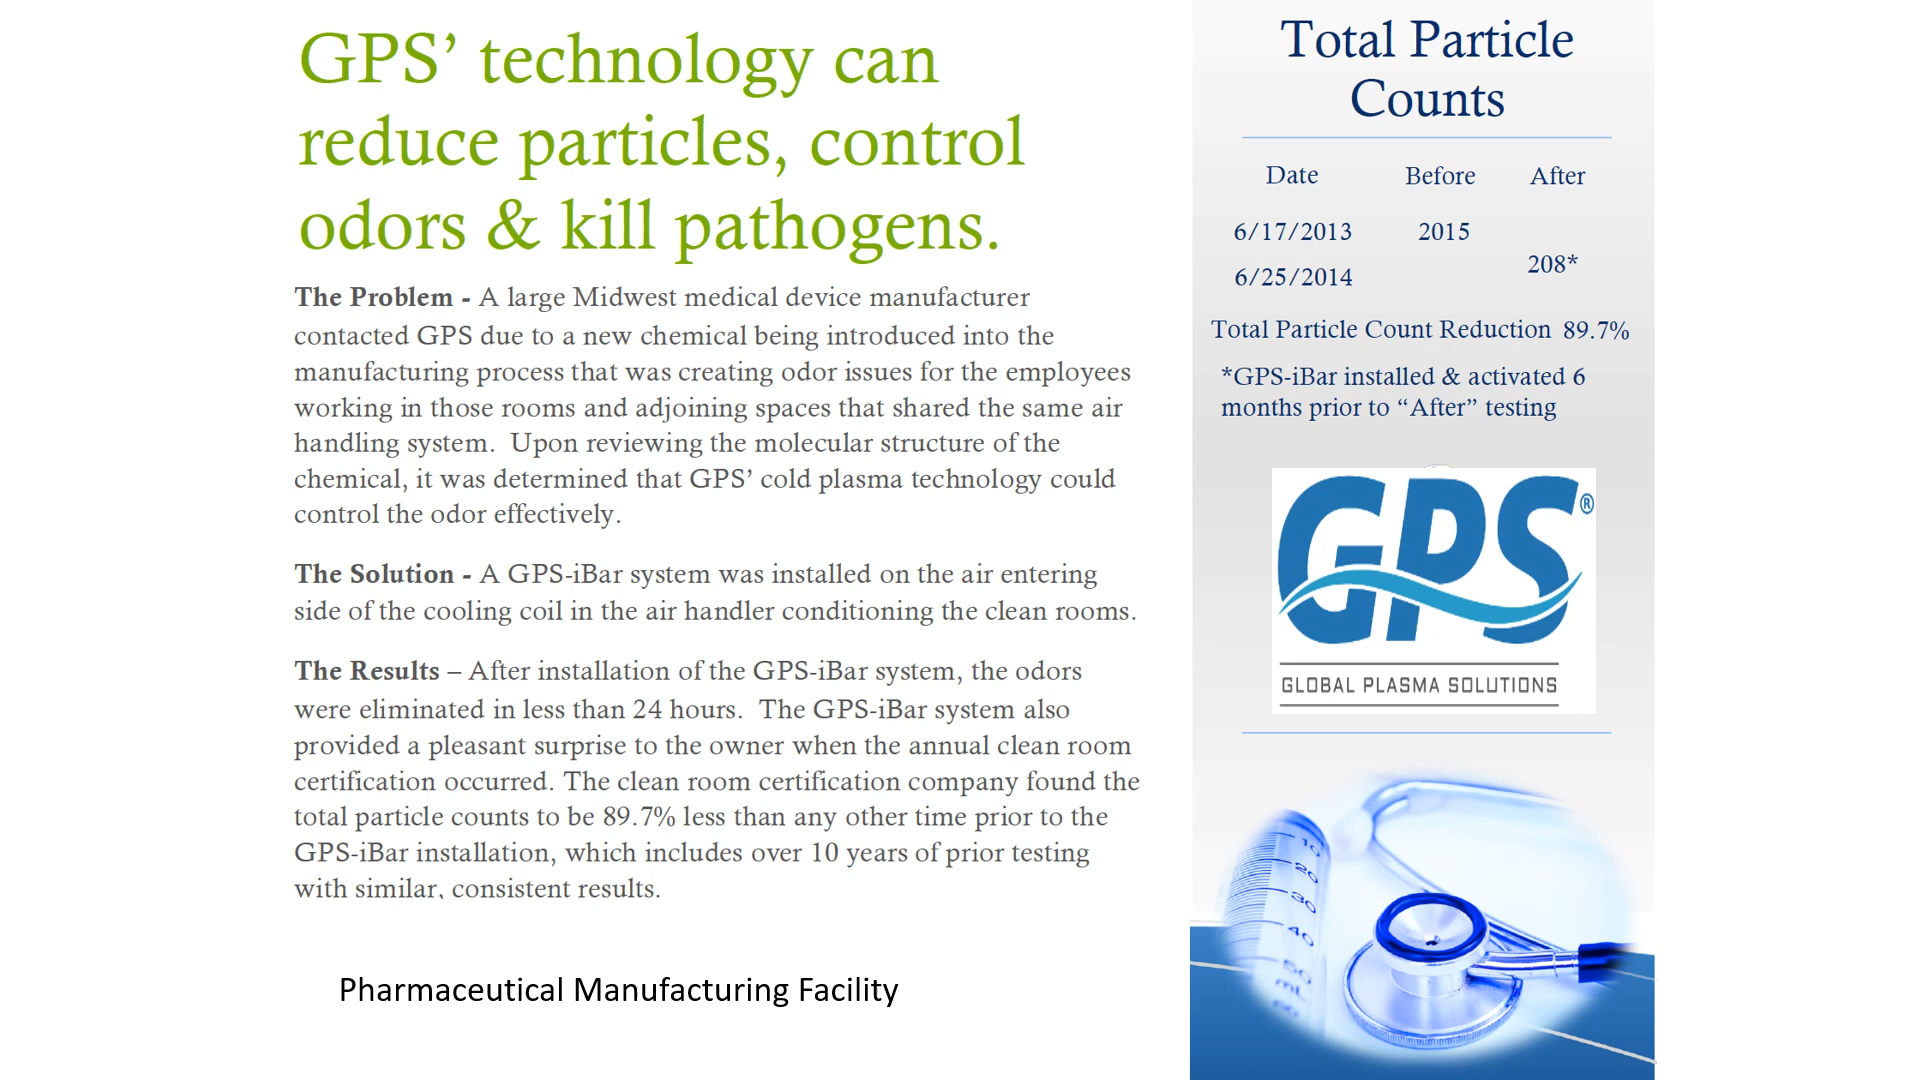 GPS’ technology can
reduce particles, control
odors & kill pathogens.
The Problem - A large Midwest medical device manufacturer
contacted GPS due to a new chemical being introduced into the
manufacturing process that was creating odor issues for the employees
working in those rooms and adjoining spaces that shared the same air
handling system.  Upon reviewing the molecular structure of the
chemical, it was determined that GPS’ cold plasma technology could
control the odor effectively.
The Solution - A GPS-iBar system was installed on the air entering
side of the cooling coil in the air handler conditioning the clean rooms.
The Results – After installation of the GPS-iBar system, the odors
were eliminated in less than 24 hours.  The GPS-iBar system also
provided a pleasant surprise to the owner when the annual clean room
certification occurred. The clean room certification company found the
total particle counts to be 89.7% less than any other time prior to the
GPS-iBar installation, which includes over 10 years of prior testing
with similar, consistent results.
Pharmaceutical Manufacturing Facility
Total Particle
Counts
Date Before After
6/17/2013 2015
208*
6/25/2014
Total Particle Count Reduction 89.7%
*GPS-iBar installed & activated 6
months prior to “After” testing
GPS®
GLOBAL PLASMA SOLUTIONS
10
20
30
40
50
mL